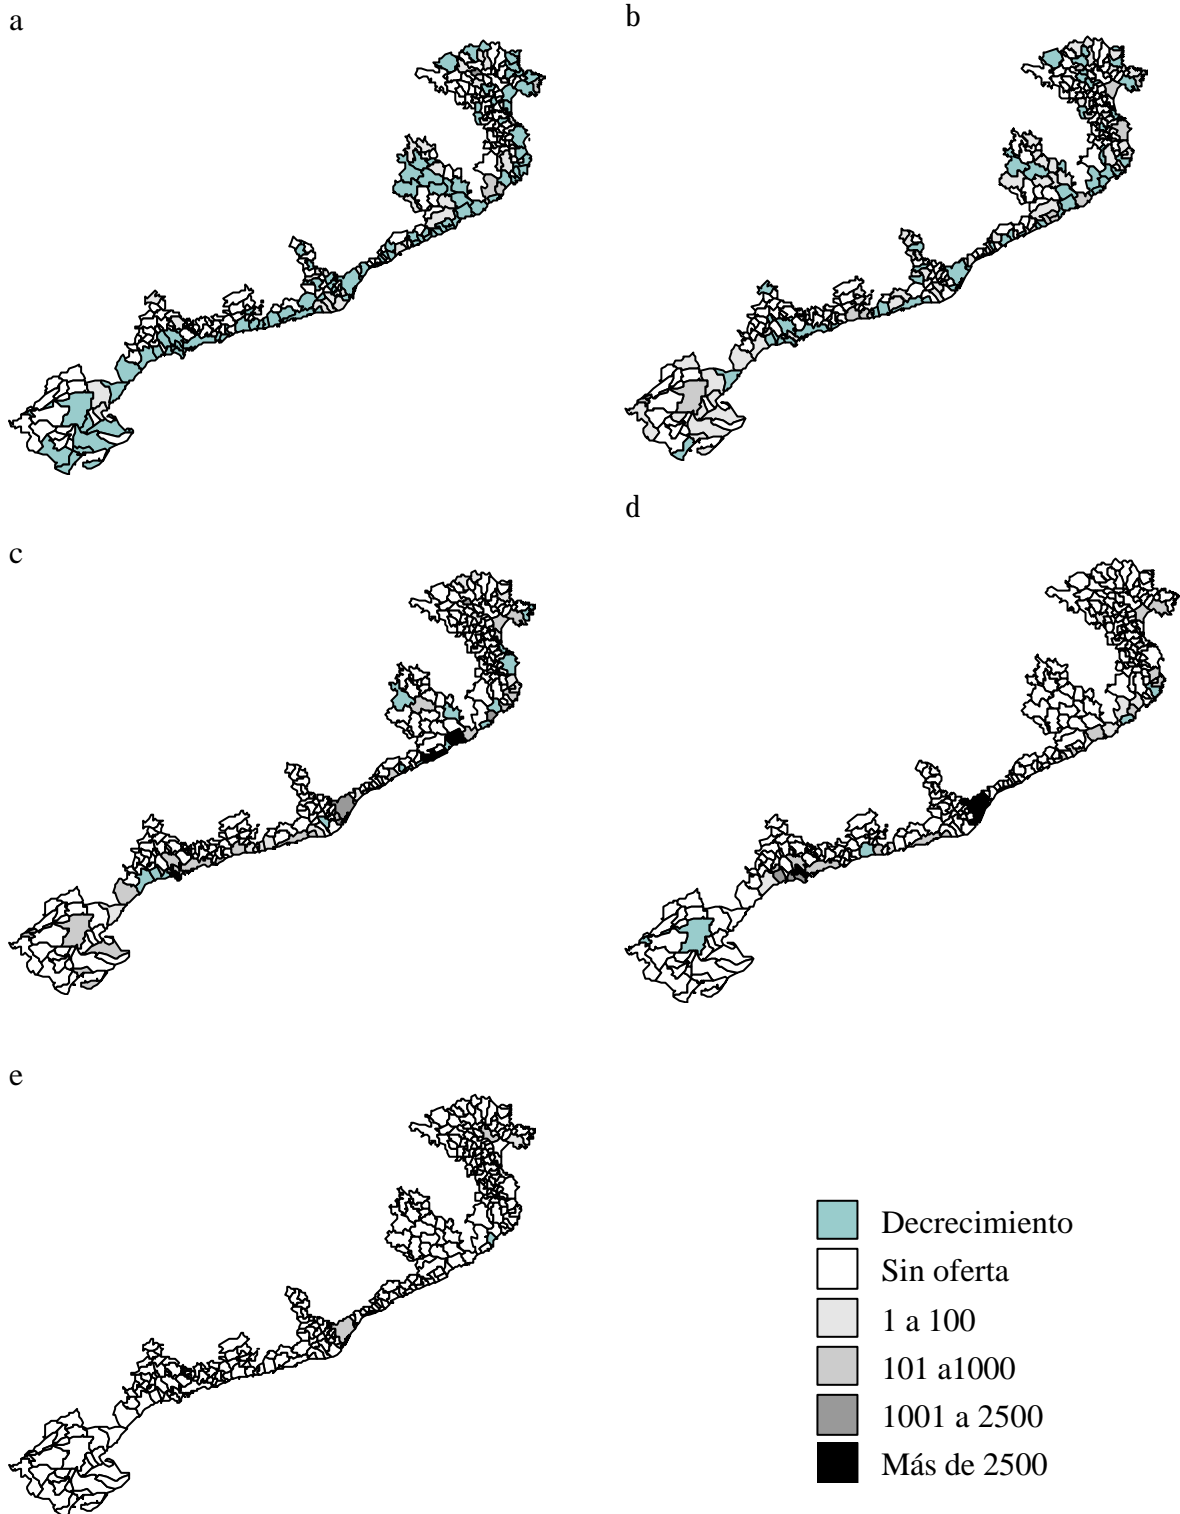 a
b
c
d
e
Decrecimiento
Sin oferta
1 a 100
101 a1000
1001 a 2500
Más de 2500